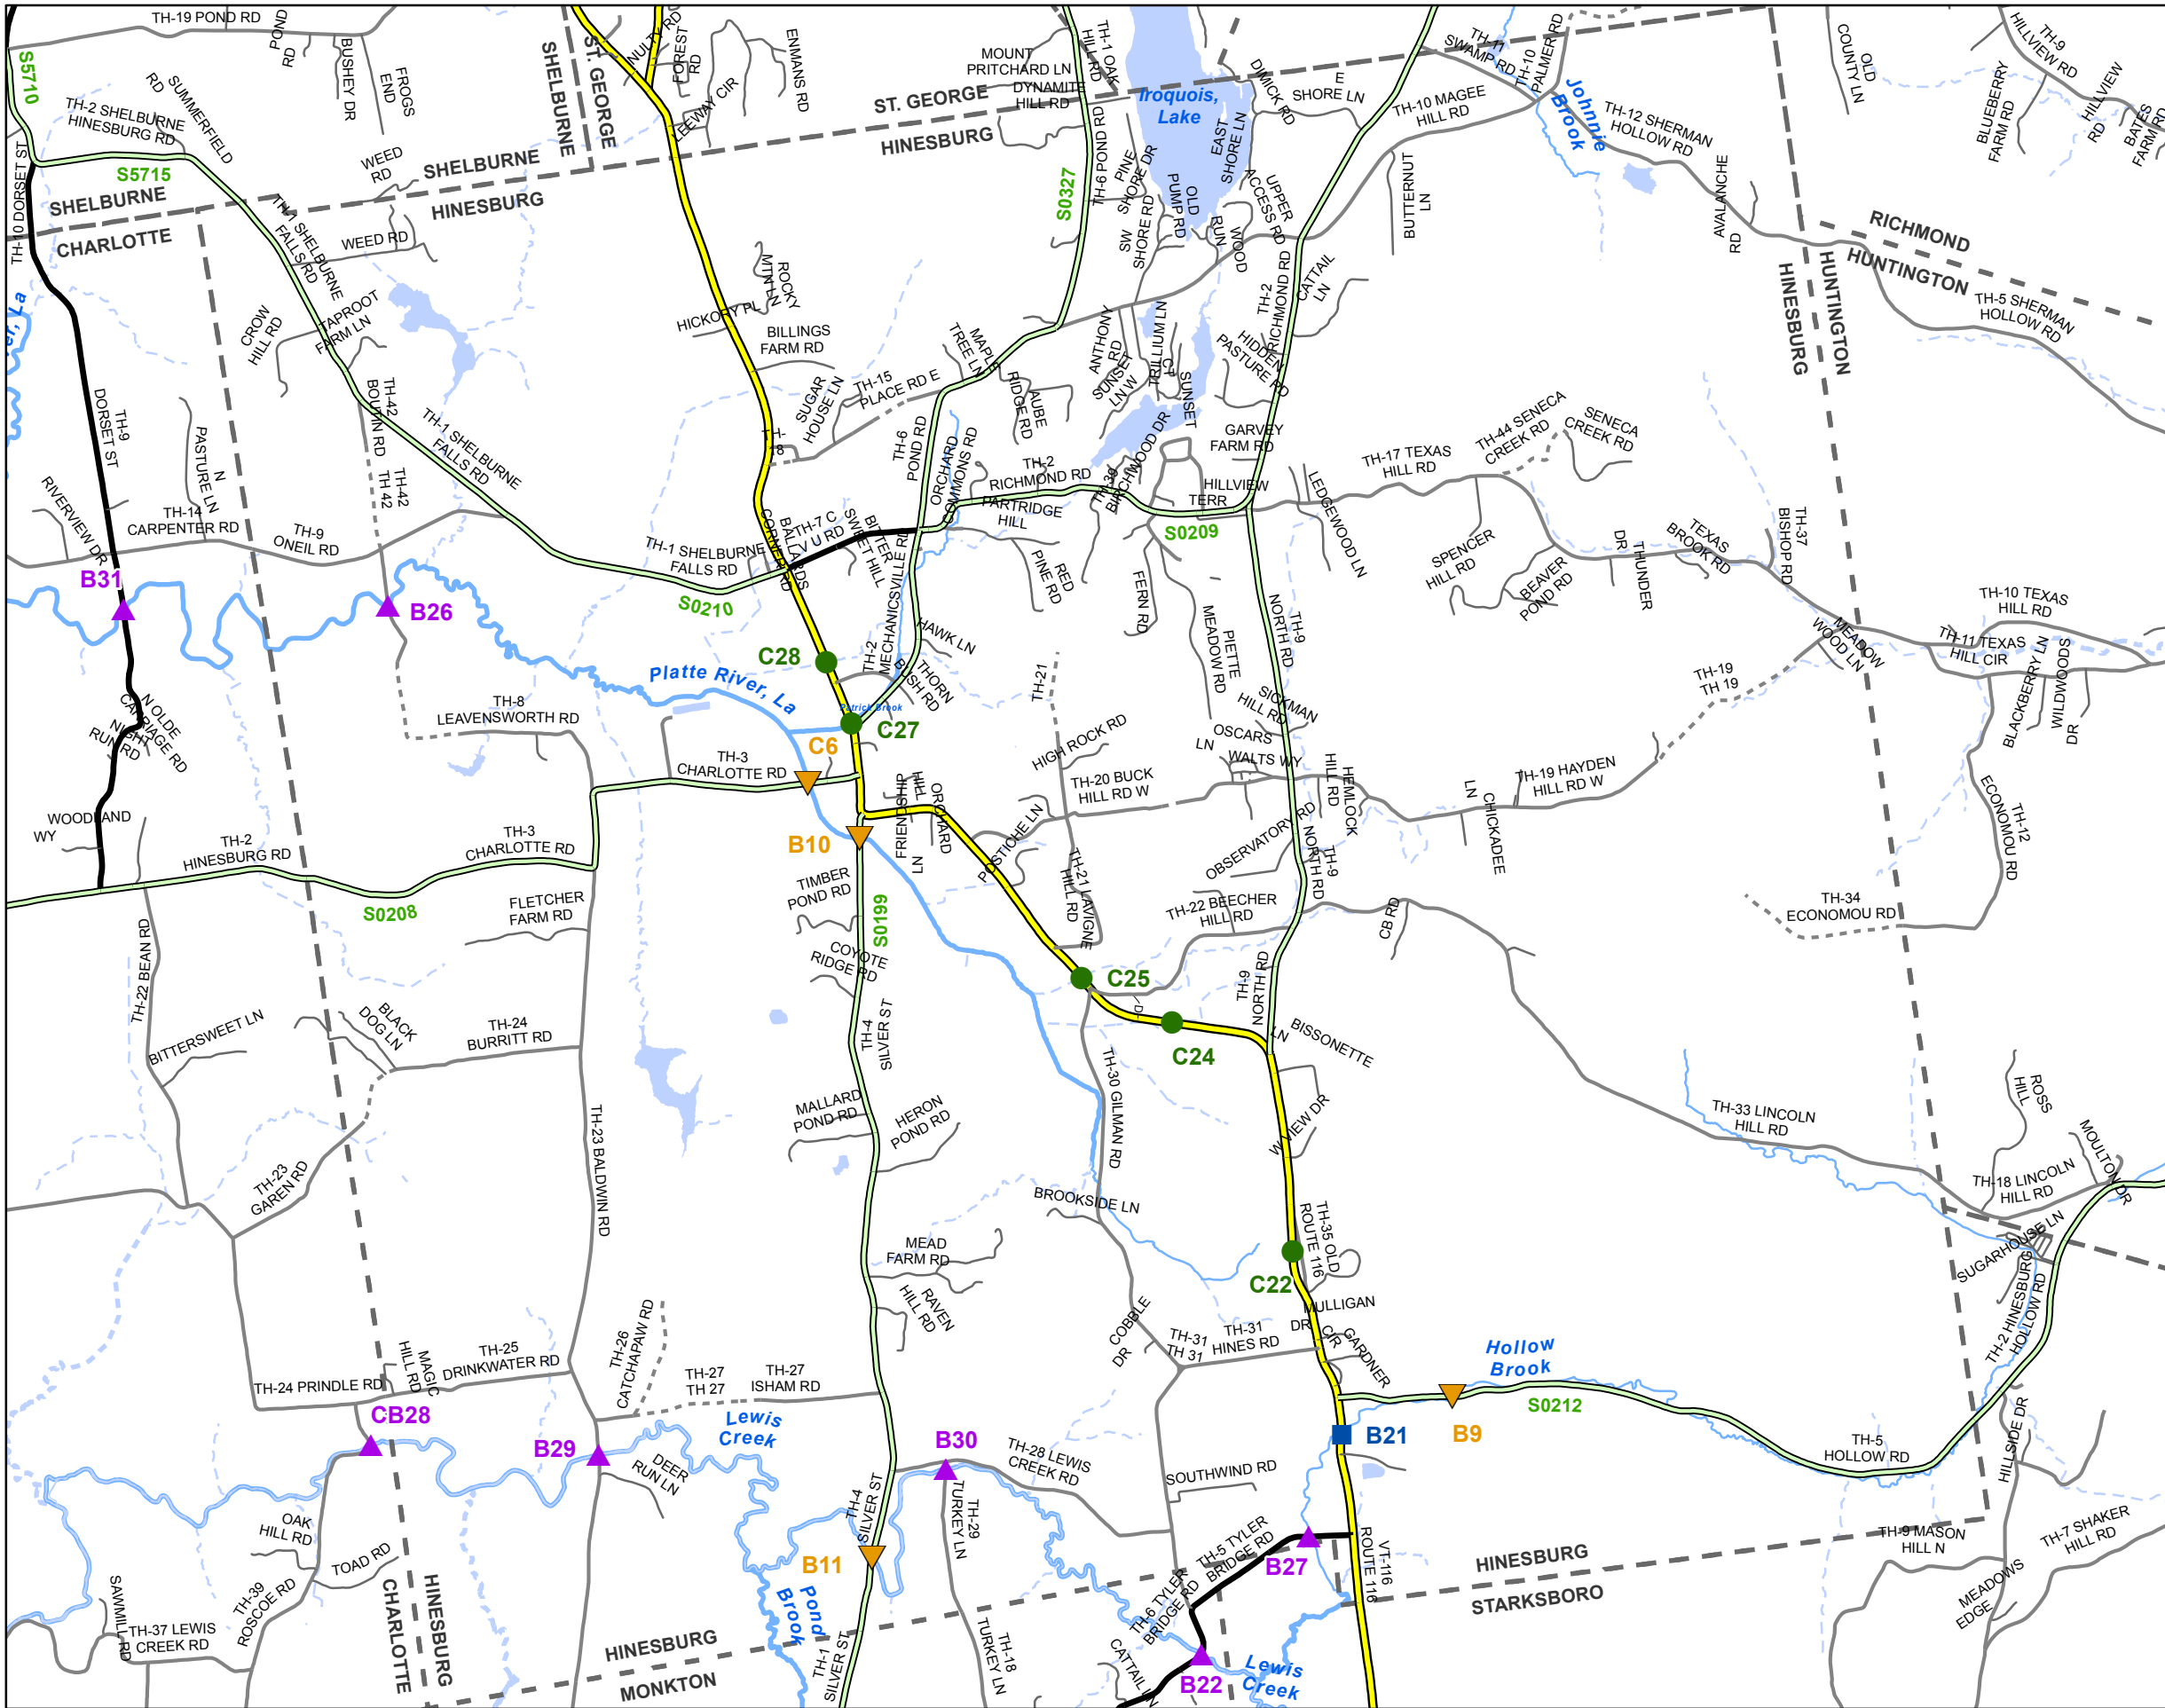 TH-19 POND RD
POND
RD
BUSHEY DR
FROGS
END
S5710
SUMMERFIELD
RD
TH-2 SHELBURNE
HINESBURG RD
S5715
WEED
RD
SHELBURNE
HINESBURG
SHELBURNE
CHARLOTTE
TH-10 DORSET ST
SHELBURNE
ST. GEORGE
NULTY RD
FOREST
RD
LEEWAY CIR
ENMANS RD
ST. GEORGE
HINESBURG
MOUNT
PRITCHARD LN
DYNAMITE
HILL RD
TH-1 OAK
HILL RD
TH-6 POND RD
S0327
Iroquois,
Lake
DIMICK RD
E
SHORE LN
EAST
SHORE LN
PINE
SHORE DR
SW
SHORE RD
OLD
PUMP RD
UPPER
ACCESS RD
WOOD
RUN
TH-11
SWAMP RD
TH-10
PALMER RD
TH-10 MAGEE
HILL RD
Johnnie
Brook
TH-12 SHERMAN
HOLLOW RD
BUTTERNUT
LN
AVALANCHE
RD
OLD
COUNTY LN
TH-9
HILLVIEW RD
BLUEBERRY
FARM RD
HILLVIEW
RD
BATES
FARM RD
RICHMOND
HUNTINGTON
HINESBURG
HUNTINGTON
TH-5 SHERMAN
HOLLOW RD
TH-1 SHELBURNE
FALLS RD
WEED RD
CROW
HILL RD
TAPROOT
FARM LN
TH-42
BOUTIN RD
TH-42
TH 42
TH-1 SHELBURNE
FALLS RD
ROCKY
MTN LN
HICKORY PL
BILLINGS
FARM RD
SUGAR
HOUSE LN
TH-15
PLACE RD E
TH-
18
MAPLE
TREE LN
RIDGE RD
AUBE
TH-6
POND RD
ORCHARD
COMMONS RD
TH-2
RICHMOND RD
PARTRIDGE
HILL
ANTHONY
RD
SUNSET
LN W
TRILLIUM LN
SUNSET
TH-39
BIRCHWOOD DR
TH-2
RICHMOND RD
CATTAIL
LN
HIDDEN
PASTURE RD
GARVEY
FARM RD
HILLVIEW
TERR
S0209
LEDGEWOOD LN
TH-17 TEXAS
HILL RD
TH-44 SENECA
CREEK RD
SENECA
CREEK RD
SPENCER
HILL RD
BEAVER
POND RD
THUNDER
DR
TEXAS
BROOK RD
TH-37
BISHOP RD
TH-10 TEXAS
HILL RD
TH-11 TEXAS
HILL CIR
MEADOW
WOOD LN
BLACKBERRY LN
WILDWOODS
DR
TH-9
DORSET ST
N
PASTURE LN
RIVERVIEW DR
TH-14
CARPENTER RD
TH-9
ONEIL RD
B31
B26
TH-1 SHELBURNE
FALLS RD
S0210
BALLARDS
CORNER RD
TH-7 C
V U RD
BITTER
SWEET HILL
TH-2
MECHANICSVILLE RD
HAWK LN
THORN
BUSH RD
RED
PINE RD
FERN RD
PIETTE
MEADOW RD
TH-9
NORTH RD
C28
C27
Platte River, La
Patrick Brook
C6
TH-3
CHARLOTTE RD
TH-8
LEAVENSWORTH RD
N OLDE
CARRIAGE RD
NIGHT
RUN RD
WOODLAND
WY
TH-2
HINESBURG RD
TH-3
CHARLOTTE RD
S0208
B10
FRIENDSHIP
LN
HILL
ORCHARD
TH-21
HIGH ROCK RD
TH-20 BUCK
HILL RD W
POSTICHE LN
TH-21 LAVIGNE
HILL RD
SICKMAN
HILL RD
OSCARS
LN
WALTS WY
HEMLOCK
HILL RD
OBSERVATORY RD
TH-9
NORTH RD
TH-19
TH 19
TH-19 HAYDEN
HILL RD W
CHICKADEE
LN
TH-12
ECONOMOU RD
TH-34
ECONOMOU RD
TH-22 BEAN RD
FLETCHER
FARM RD
TIMBER
POND RD
S0199
COYOTE
RIDGE RD
TH-22 BEECHER
HILL RD
CB RD
C25
C24
TH-9
NORTH RD
BISSONETTE
LN
BITTERSWEET LN
BLACK
DOG LN
TH-24
BURRITT RD
TH-4
SILVER ST
MALLARD
POND RD
HERON
POND RD
TH-30 GILMAN RD
W VIEW DR
TH-33 LINCOLN
HILL RD
ROSS
HILL
MOULTON DR
TH-18 LINCOLN
HILL RD
TH-23
GAREN RD
TH-23 BALDWIN RD
BROOKSIDE LN
MEAD
FARM RD
RAVEN
HILL RD
TH-35 OLD
ROUTE 116
C22
SUGARHOUSE LN
TH-2 HINESBURG
HOLLOW RD
MULLIGAN
DR
GARDNER
CIR
COBBLE
DR
TH-31
TH 31
TH-31
HINES RD
Hollow
Brook
S0212
B9
B21
TH-5
HOLLOW RD
HILLSIDE DR
TH-26
CATCHAPAW RD
TH-25
DRINKWATER RD
MAGIC
HILL RD
TH-24 PRINDLE RD
TH-27
TH 27
TH-27
ISHAM RD
CB28
B29
Lewis
Creek
DEER
RUN LN
B30
TH-28 LEWIS
CREEK RD
SOUTHWIND RD
OAK
HILL RD
TOAD RD
TH-39
ROSCOE RD
SAWMILL RD
TH-37 LEWIS
CREEK RD
CHARLOTTE
HINESBURG
TH-4
SILVER ST
B11
TH-29
TURKEY LN
Pond
Brook
HINESBURG
MONKTON
TH-1
SILVER ST
TH-18
TURKEY LN
TH-5 TYLER
BRIDGE RD
B27
TH-6 TYLER
BRIDGE RD
CATTAIL LN
B22
Lewis
Creek
VT-116
ROUTE 116
HINESBURG
STARKSBORO
TH-9 MASON
HILL N
TH-7 SHAKER
HILL RD
MEADOWS
EDGE